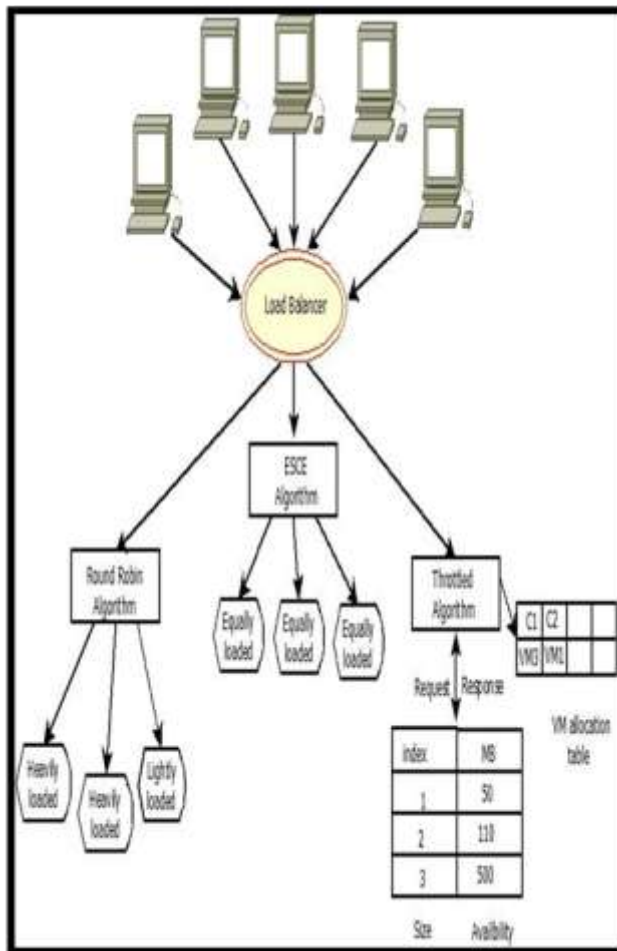 Load Balancer
ESCE
Algorithm
Round Robin
Algorithm
Throttled
Algorithm
Equally
loaded
Equally
loaded
Equally
loaded
C1 C2
VM3 VM1
Request Response
VM allocation
table
Heavily
loaded
Heavily
loaded
Lightly
loaded
index MB
1 50
2 110
3 500
Size Availbility